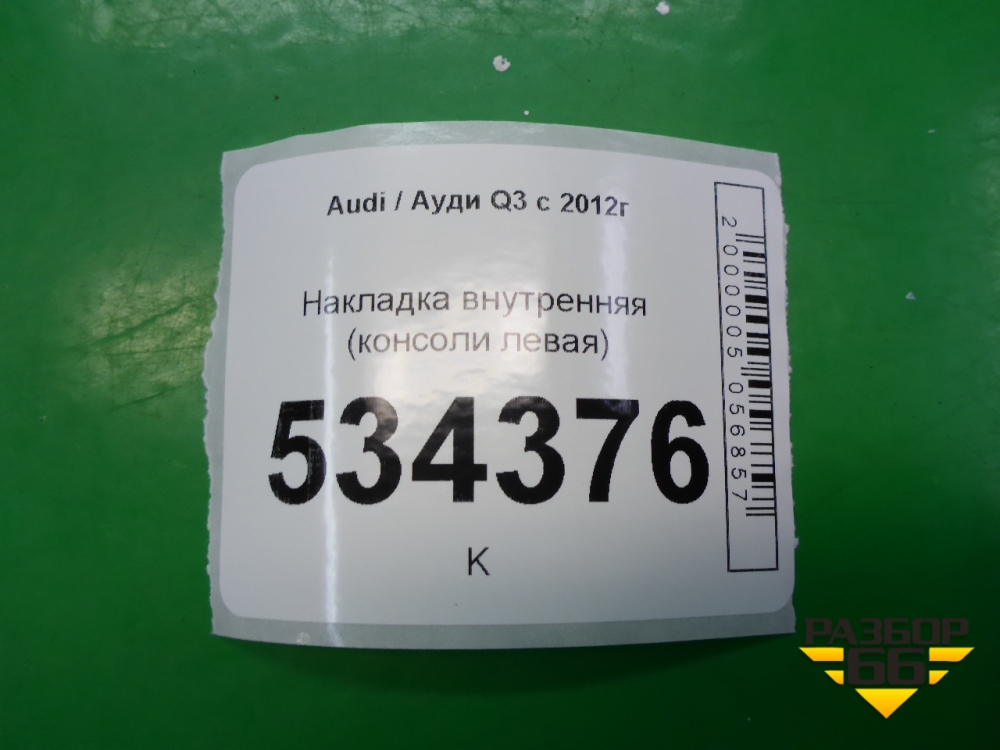 Audi / Ауди Q3 с 2012г
Накладка внутренняя
(консоли левая)
534376
К
2000005056857
РАЗБОР
66